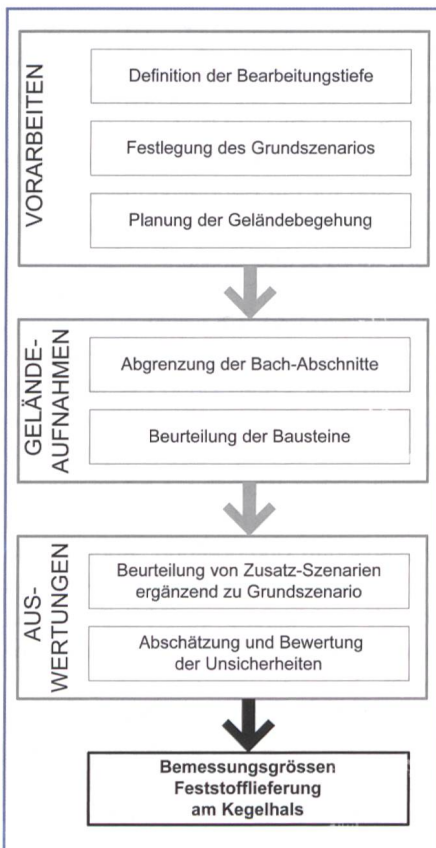 VORARBEITEN
Definition der Bearbeitungstiefe
Festlegung des Grundszenarios
Planung der Geländebegehung
GELÄNDE-
AUFNAHMEN
Abgrenzung der Bach-Abschnitte
Beurteilung der Bausteine
AUS-
WERTUNGEN
Beurteilung von Zusatz-Szenarien
ergänzend zu Grundszenario
Abschätzung und Bewertung
der Unsicherheiten
Bemessungsgrössen
Feststofflieferung
am Kegelhals